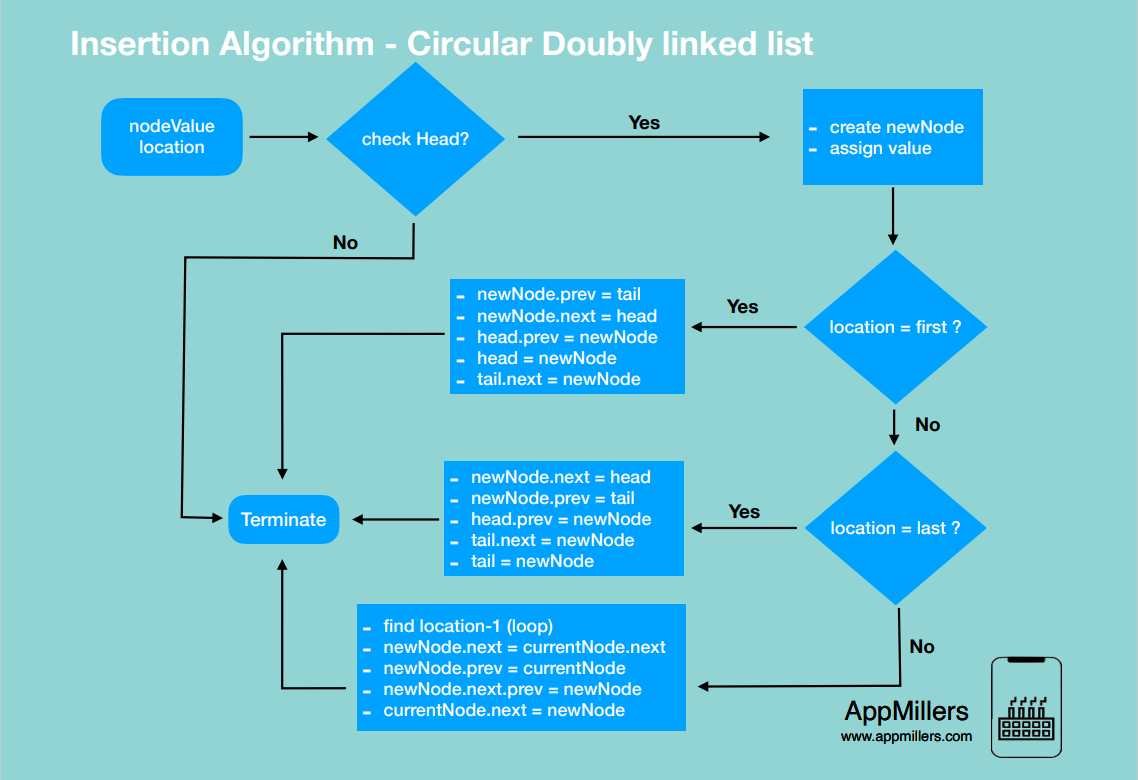 Insertion Algorithm - Circular Doubly linked list
nodeValue
location
check Head?
Yes
- create newNode
- assign value
No
- newNode.prev = tail
- newNode.next = head
- head.prev = newNode
- head = newNode
- tail.next = newNode
Yes
location = first ?
No
- newNode.next = head
- newNode.prev = tail
- head.prev = newNode
- tail.next = newNode
- tail = newNode
Yes
location = last ?
Terminate
- find location-1 (loop)
- newNode.next = currentNode.next
- newNode.prev = currentNode
- newNode.next.prev = newNode
- currentNode.next = newNode
No
AppMillers
www.appmillers.com